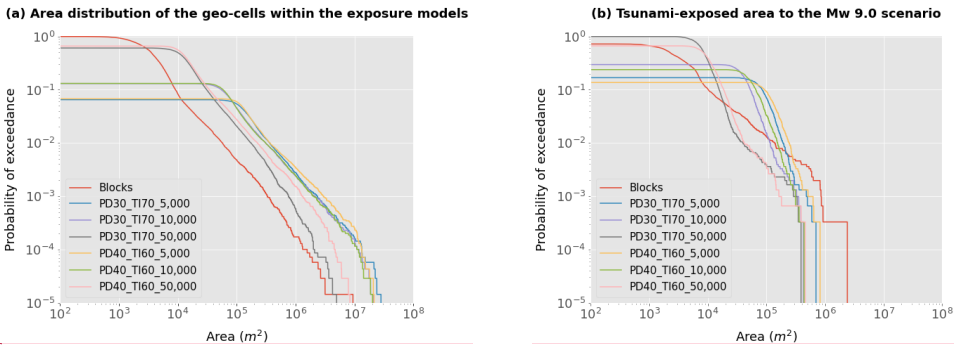 (a) Area distribution of the geo-cells within the exposure models
Probability of exceedance
10^0
10^-1
10^-2
10^-3
10^-4
10^-5
Blocks
PD30_TI70_5,000
PD30_TI70_10,000
PD30_TI70_50,000
PD40_TI60_5,000
PD40_TI60_10,000
PD40_TI60_50,000
10^2 10^3 10^4 10^5 10^6 10^7 10^8
Area (m^2)
(b) Tsunami-exposed area to the Mw 9.0 scenario
Probability of exceedance
10^0
10^-1
10^-2
10^-3
10^-4
10^-5
Blocks
PD30_TI70_5,000
PD30_TI70_10,000
PD30_TI70_50,000
PD40_TI60_5,000
PD40_TI60_10,000
PD40_TI60_50,000
10^2 10^3 10^4 10^5 10^6 10^7 10^8
Area (m^2)